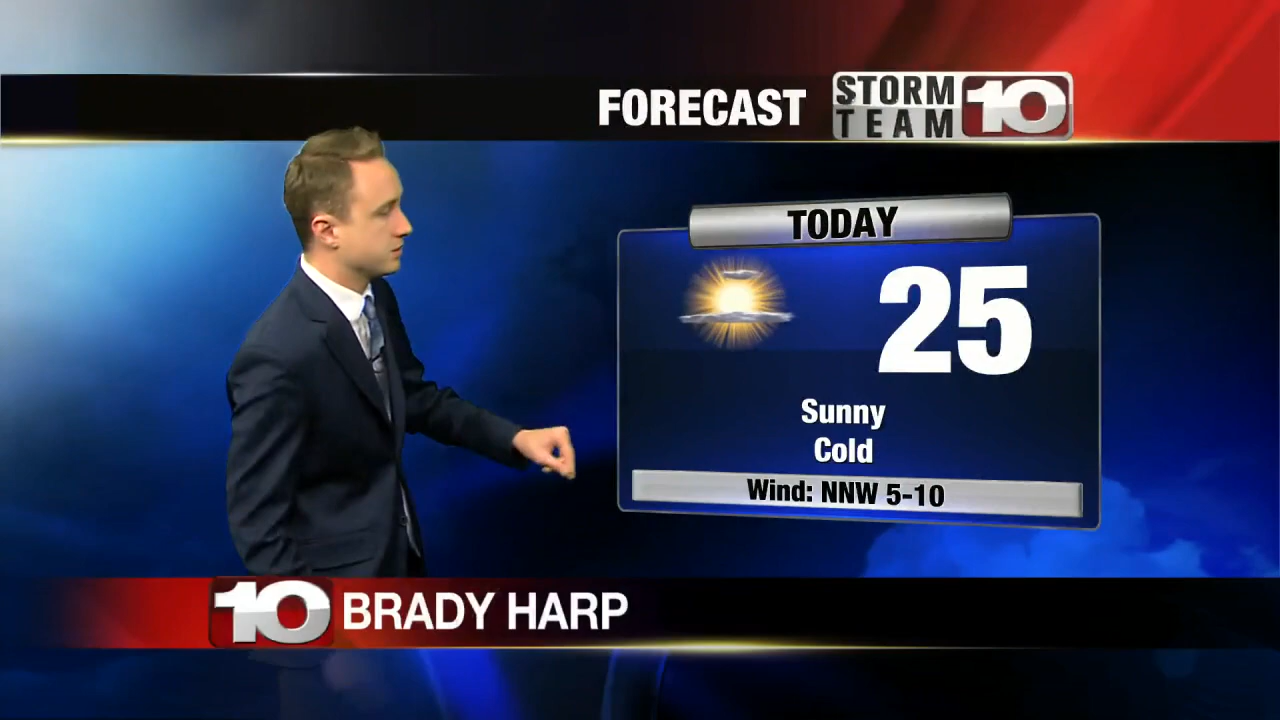 FORECAST
STORM
TEAM
10
TODAY
25
Sunny
Cold
Wind: NNW 5-10
10 BRADY HARP